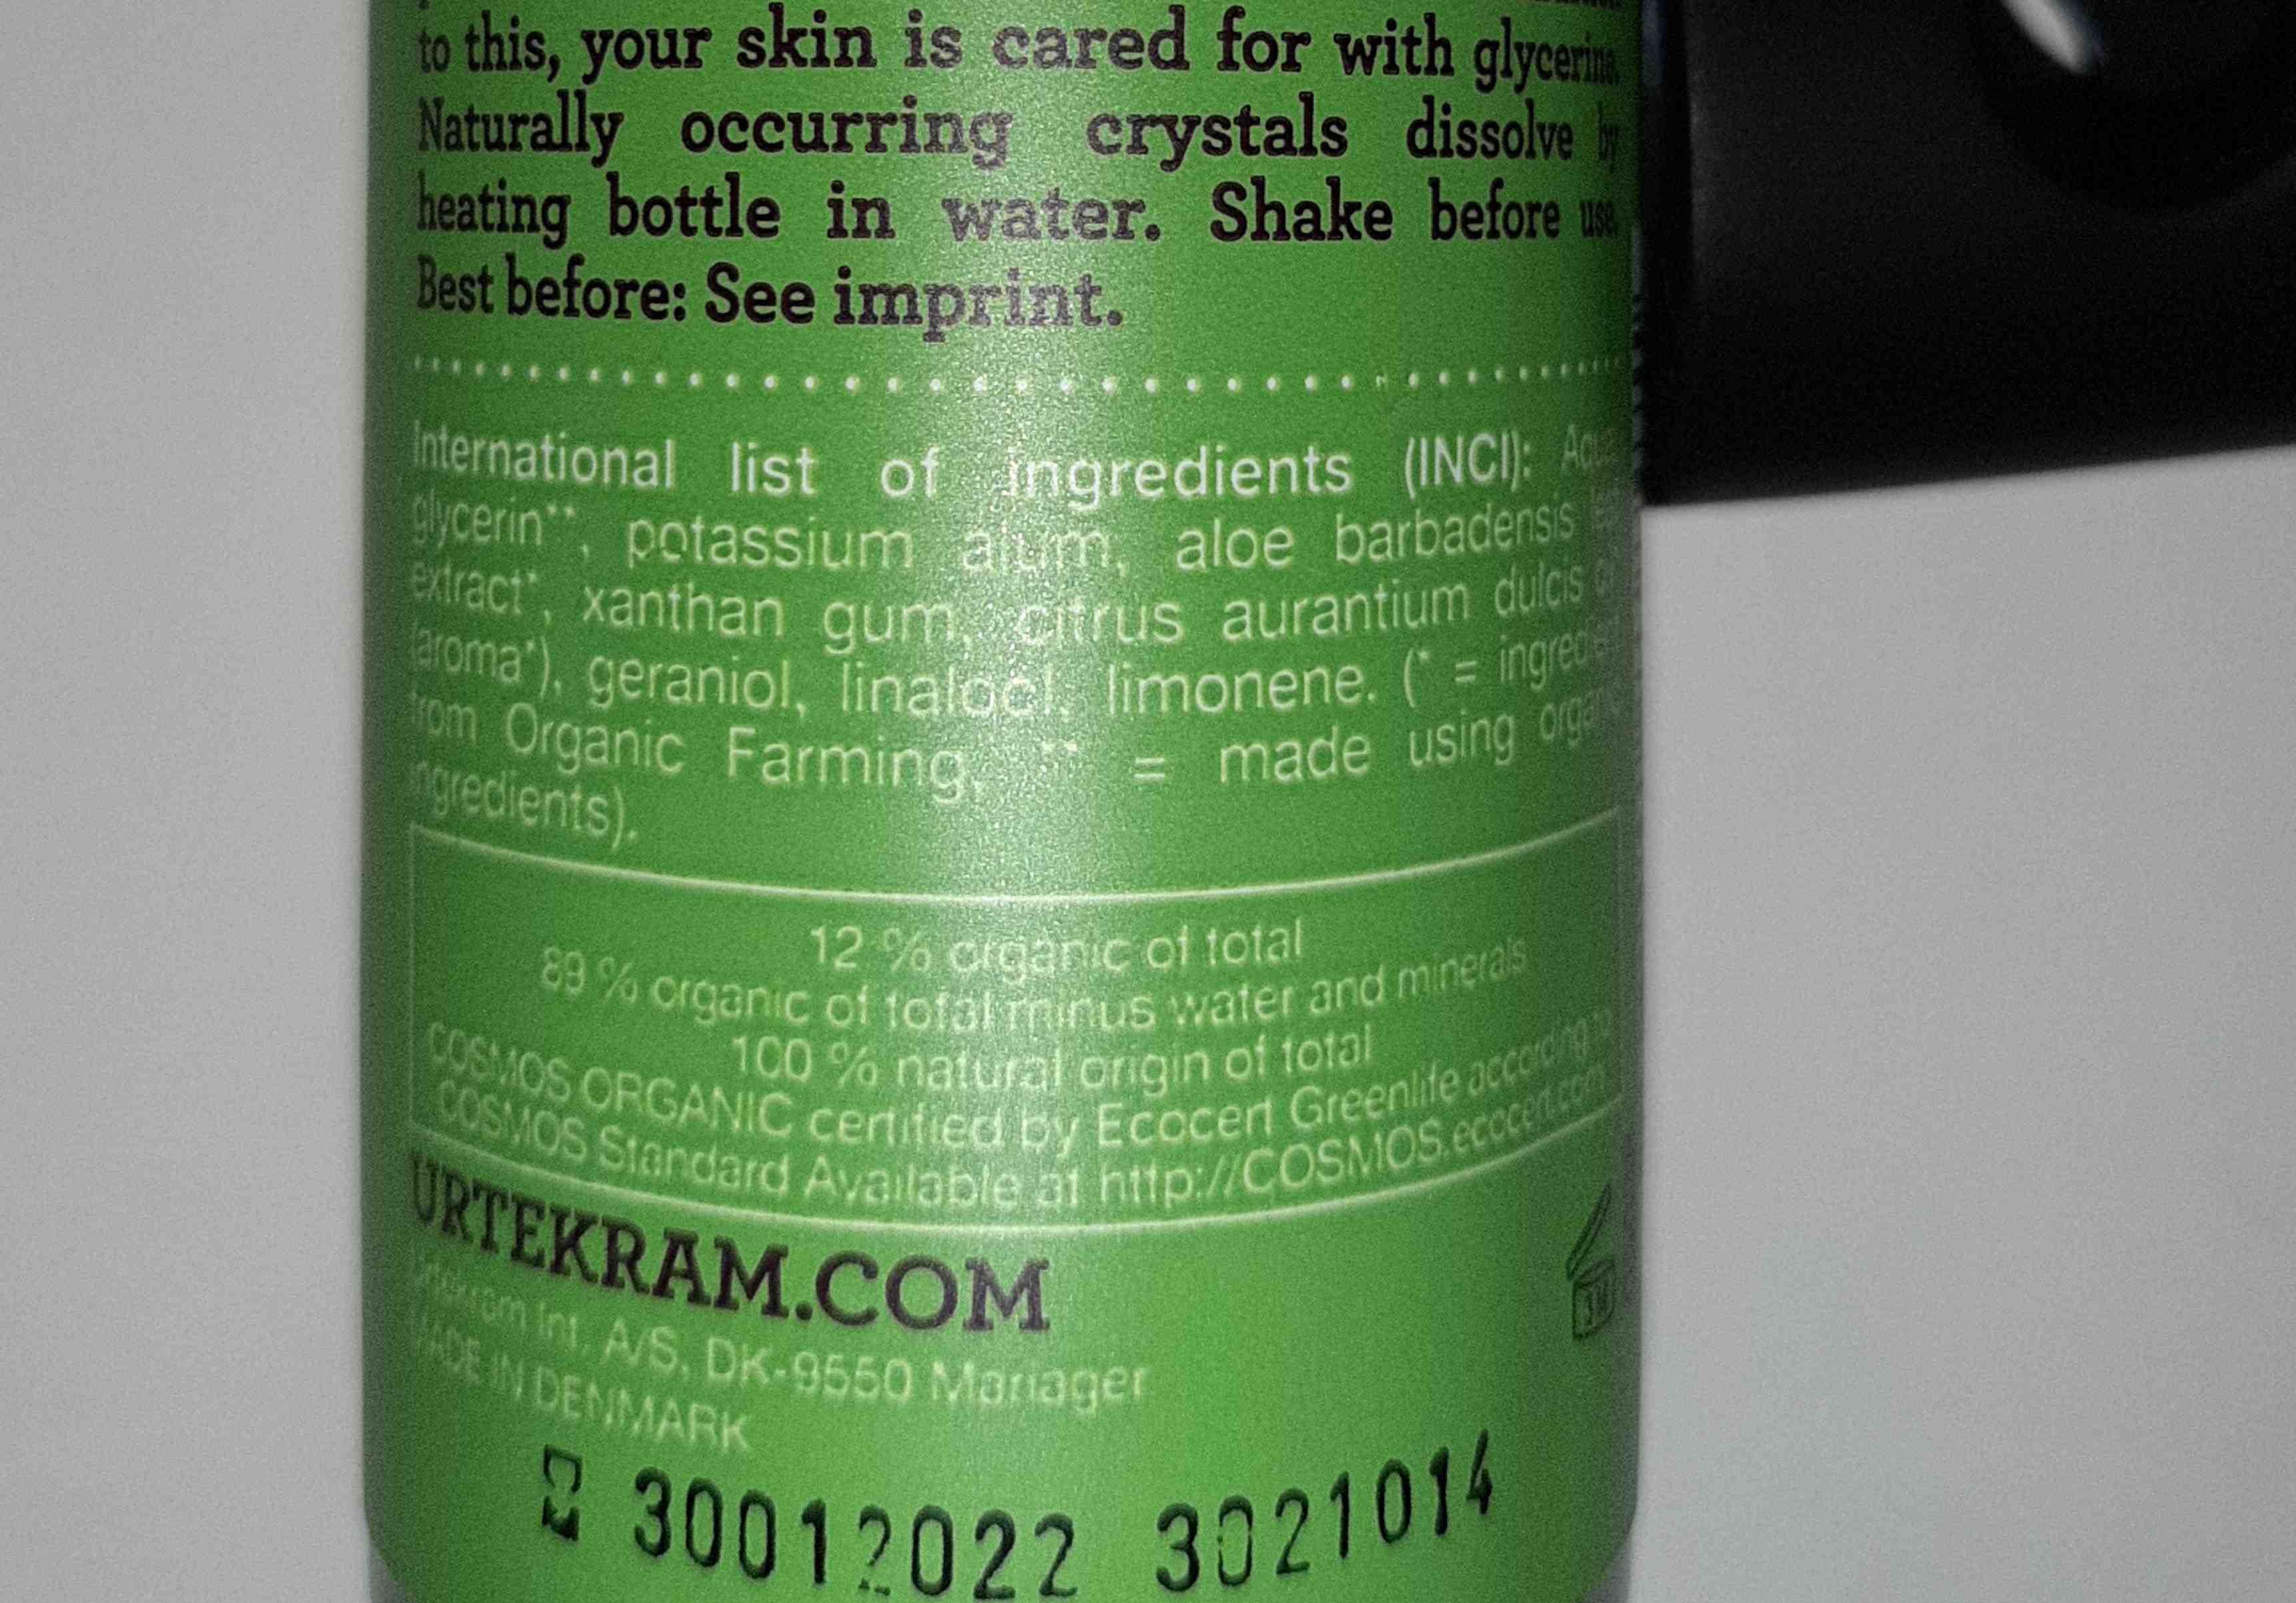 to this, your skin is cared for with glycerine.
Naturally occurring crystals dissolve by
heating bottle in water. Shake before use.
Best before: See imprint.
International list of ingredients (INCI): Aqua,
glycerin**, potassium alum, aloe barbadensis
extract*, xanthan gum, citrus aurantium dulcis
(aroma*), geraniol, linalool, limonene. (* = ingredient
from Organic Farming, ** = made using organic
ingredients).
12 % organic of total
89 % organic of total minus water and minerals
100 % natural origin of total
COSMOS ORGANIC certified by Ecocert Greenlife according to
COSMOS Standard Available at http://COSMOS.ecocert.com
URTEKRAM.COM
Urtekram Int. A/S, DK-9550 Mariager
MADE IN DENMARK
30012022 3021014